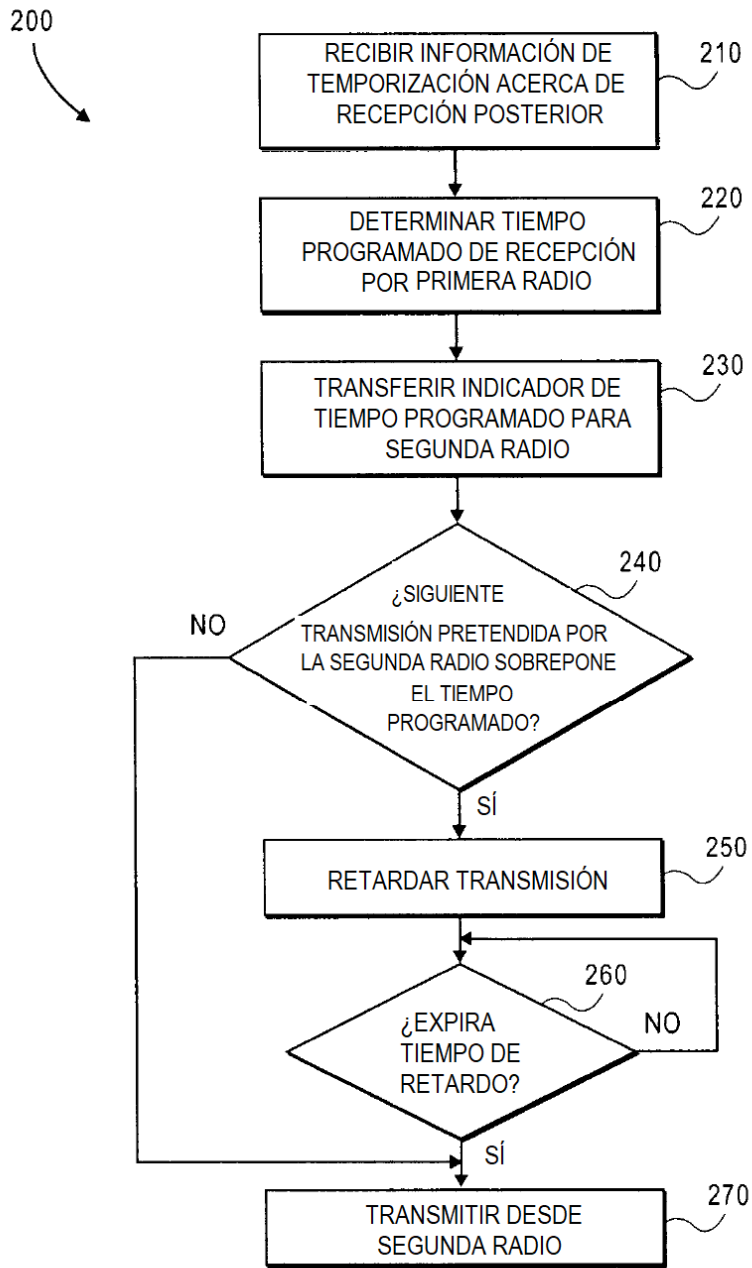 200
RECIBIR INFORMACIÓN DE
TEMPORIZACIÓN ACERCA DE
RECEPCIÓN POSTERIOR
210
DETERMINAR TIEMPO
PROGRAMADO DE RECEPCIÓN
POR PRIMERA RADIO
220
TRANSFERIR INDICADOR DE
TIEMPO PROGRAMADO PARA
SEGUNDA RADIO
230
¿SIGUIENTE
TRANSMISIÓN PRETENDIDA POR
LA SEGUNDA RADIO SOBREPONE
EL TIEMPO
PROGRAMADO?
240
NO
SÍ
RETARDAR TRANSMISIÓN
250
¿EXPIRA
TIEMPO DE
RETARDO?
260
NO
SÍ
TRANSMITIR DESDE
SEGUNDA RADIO
270